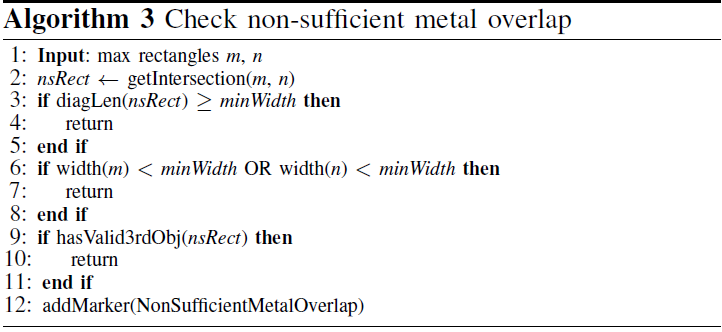 Algorithm 3 Check non-sufficient metal overlap
1: Input: max rectangles m, n
2: nsRect ← getIntersection(m, n)
3: if diagLen(nsRect) ≥ minWidth then
4: return
5: end if
6: if width(m) < minWidth OR width(n) < minWidth then
7: return
8: end if
9: if hasValid3rdObj(nsRect) then
10: return
11: end if
12: addMarker(NonSufficientMetalOverlap)